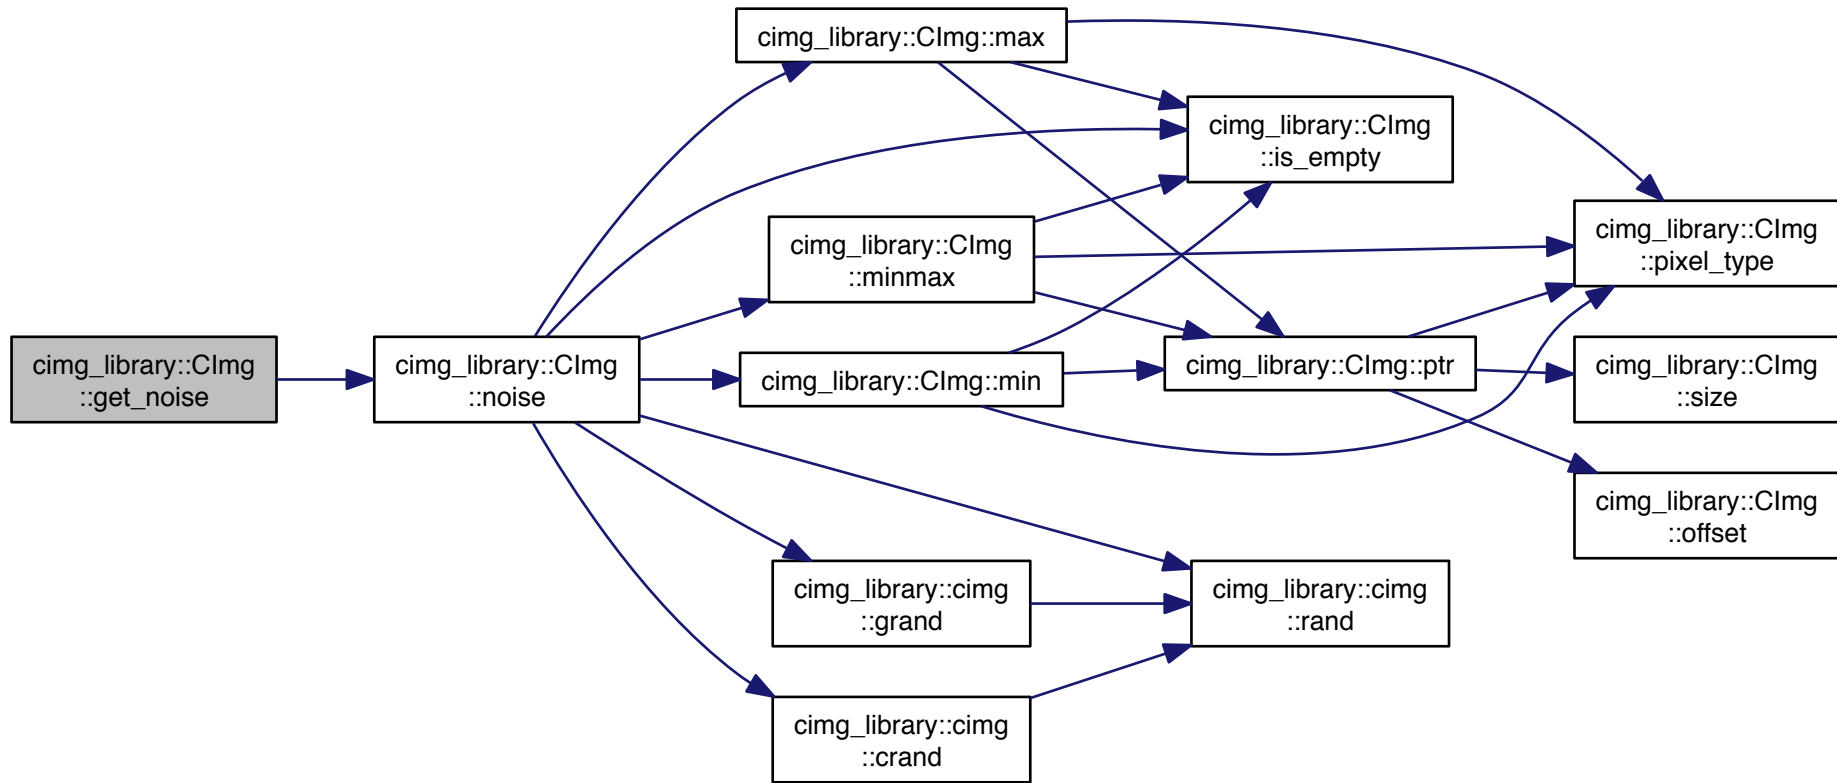 cimg_library::CImg
::get_noise
cimg_library::CImg
::noise
cimg_library::CImg::max
cimg_library::CImg
::is_empty
cimg_library::CImg
::minmax
cimg_library::CImg
::pixel_type
cimg_library::CImg::min
cimg_library::CImg::ptr
cimg_library::CImg
::size
cimg_library::CImg
::offset
cimg_library::cimg
::grand
cimg_library::cimg
::rand
cimg_library::cimg
::crand